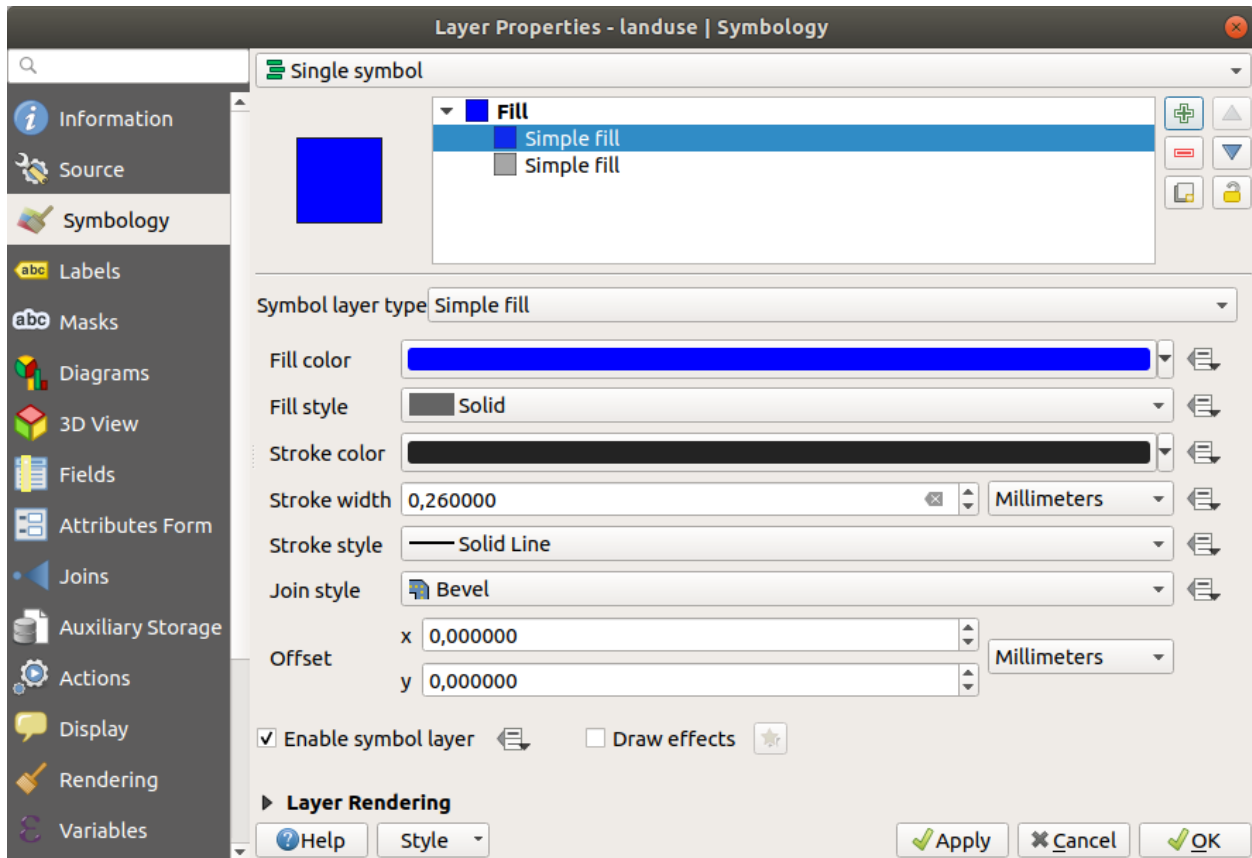 Layer Properties - landuse | Symbology
Single symbol
Information
Source
Symbology
Labels
Masks
Diagrams
3D View
Fields
Attributes Form
Joins
Auxiliary Storage
Actions
Display
Rendering
Variables
Fill
Simple fill
Simple fill
Symbol layer type Simple fill
Fill color
Fill style Solid
Stroke color
Stroke width 0,260000 Millimeters
Stroke style Solid Line
Join style Bevel
Offset x 0,000000 Millimeters
y 0,000000
Enable symbol layer Draw effects
Layer Rendering
Help Style Apply Cancel OK